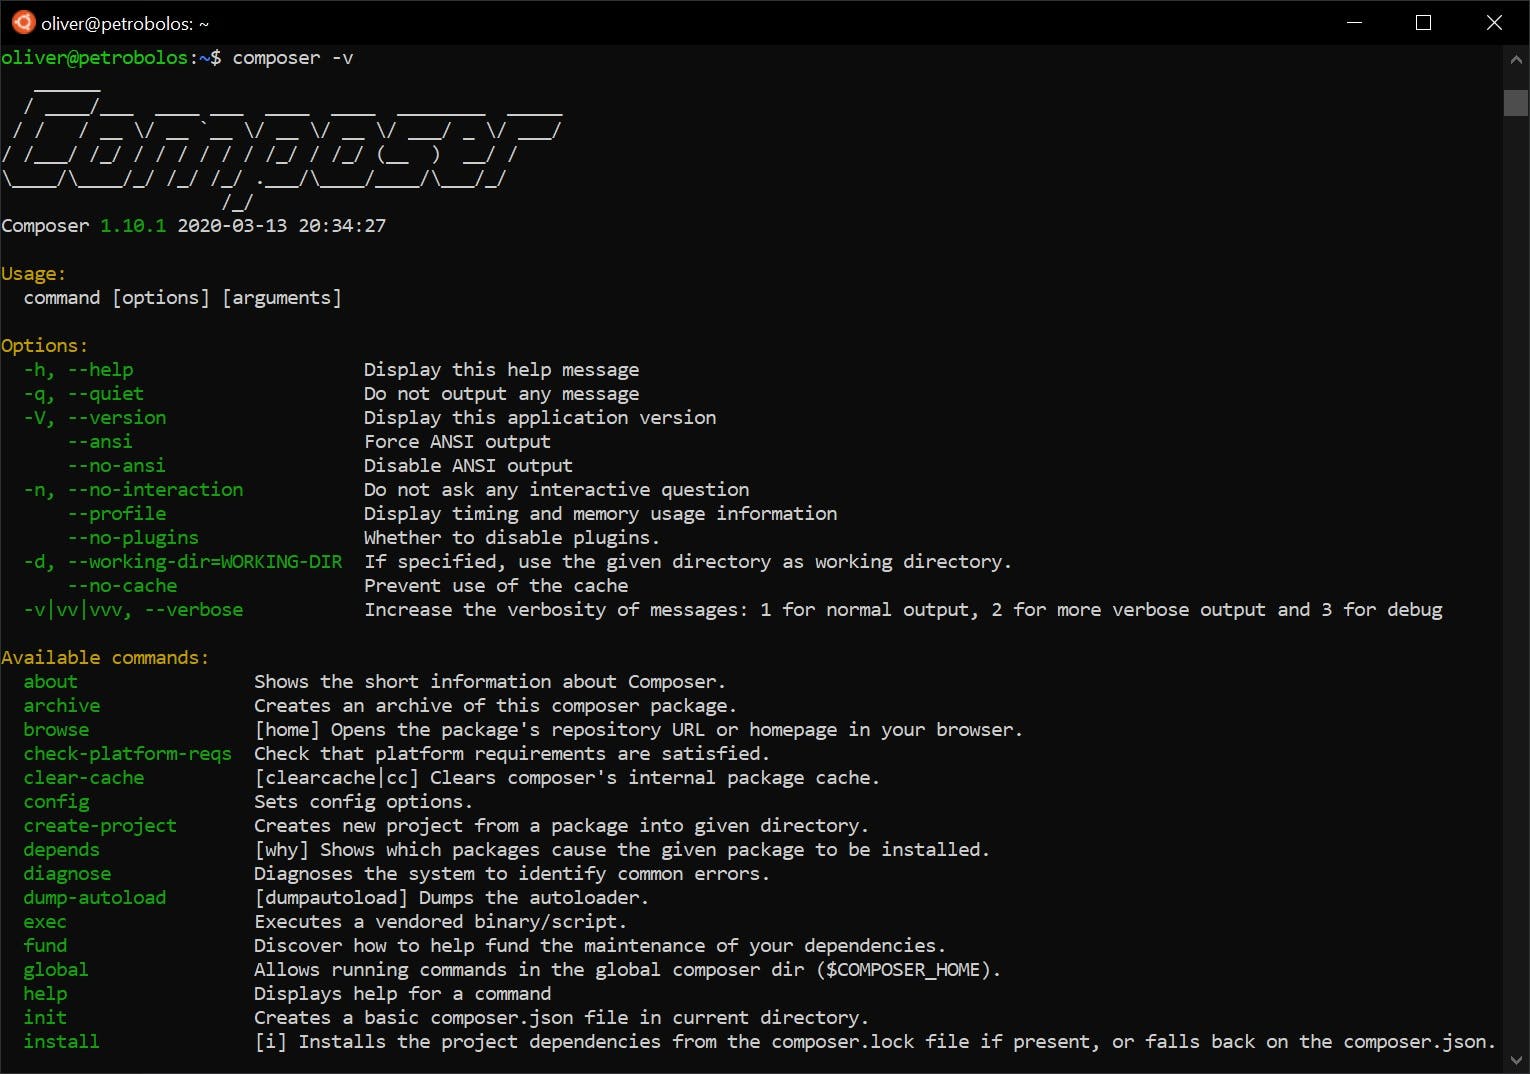 oliver@petrobolos: ~
oliver@petrobolos:~$ composer -v
   ______
  / ____/___  ____ ___  ____  ____  ________  _____
 / /   / __ \/ __ `__ \/ __ \/ __ \/ ___/ _ \/ ___/
/ /___/ /_/ / / / / / / /_/ / /_/ (__  )  __/ /
\____/\____/_/ /_/ /_/ .___/\____/____/\___/_/
                    /_/
Composer 1.10.1 2020-03-13 20:34:27
Usage:
  command [options] [arguments]
Options:
  -h, --help                     Display this help message
  -q, --quiet                    Do not output any message
  -V, --version                  Display this application version
      --ansi                     Force ANSI output
      --no-ansi                  Disable ANSI output
  -n, --no-interaction           Do not ask any interactive question
      --profile                  Display timing and memory usage information
      --no-plugins               Whether to disable plugins.
  -d, --working-dir=WORKING-DIR  If specified, use the given directory as working directory.
      --no-cache                 Prevent use of the cache
  -v|vv|vvv, --verbose           Increase the verbosity of messages: 1 for normal output, 2 for more verbose output and 3 for debug
Available commands:
  about                Shows the short information about Composer.
  archive              Creates an archive of this composer package.
  browse               [home] Opens the package's repository URL or homepage in your browser.
  check-platform-reqs  Check that platform requirements are satisfied.
  clear-cache          [clearcache|cc] Clears composer's internal package cache.
  config               Sets config options.
  create-project       Creates new project from a package into given directory.
  depends              [why] Shows which packages cause the given package to be installed.
  diagnose             Diagnoses the system to identify common errors.
  dump-autoload        [dumpautoload] Dumps the autoloader.
  exec                 Executes a vendored binary/script.
  fund                 Discover how to help fund the maintenance of your dependencies.
  global               Allows running commands in the global composer dir ($COMPOSER_HOME).
  help                 Displays help for a command
  init                 Creates a basic composer.json file in current directory.
  install              [i] Installs the project dependencies from the composer.lock file if present, or falls back on the composer.json.